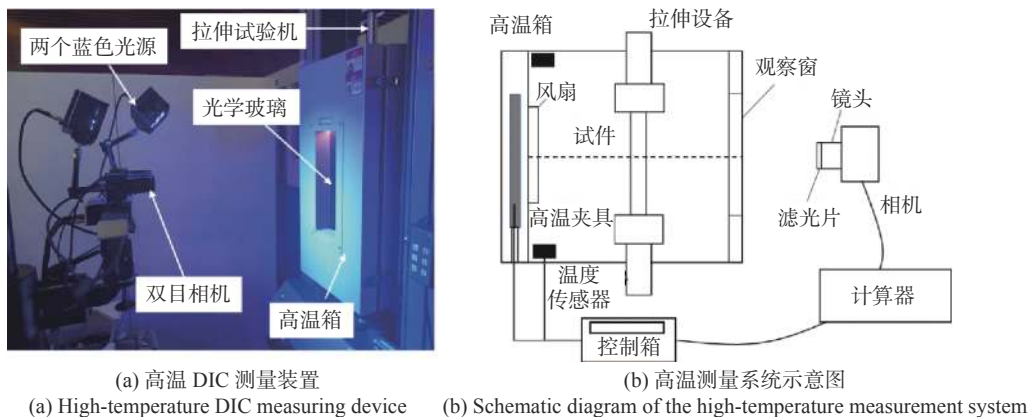 拉伸试验机
两个蓝色光源
光学玻璃
双目相机
高温箱
高温箱
拉伸设备
观察窗
风扇
试件
镜头
滤光片
相机
高温夹具
温度
传感器
控制箱
计算器
(a) 高温 DIC 测量装置
(a) High-temperature DIC measuring device
(b) 高温测量系统示意图
(b) Schematic diagram of the high-temperature measurement system